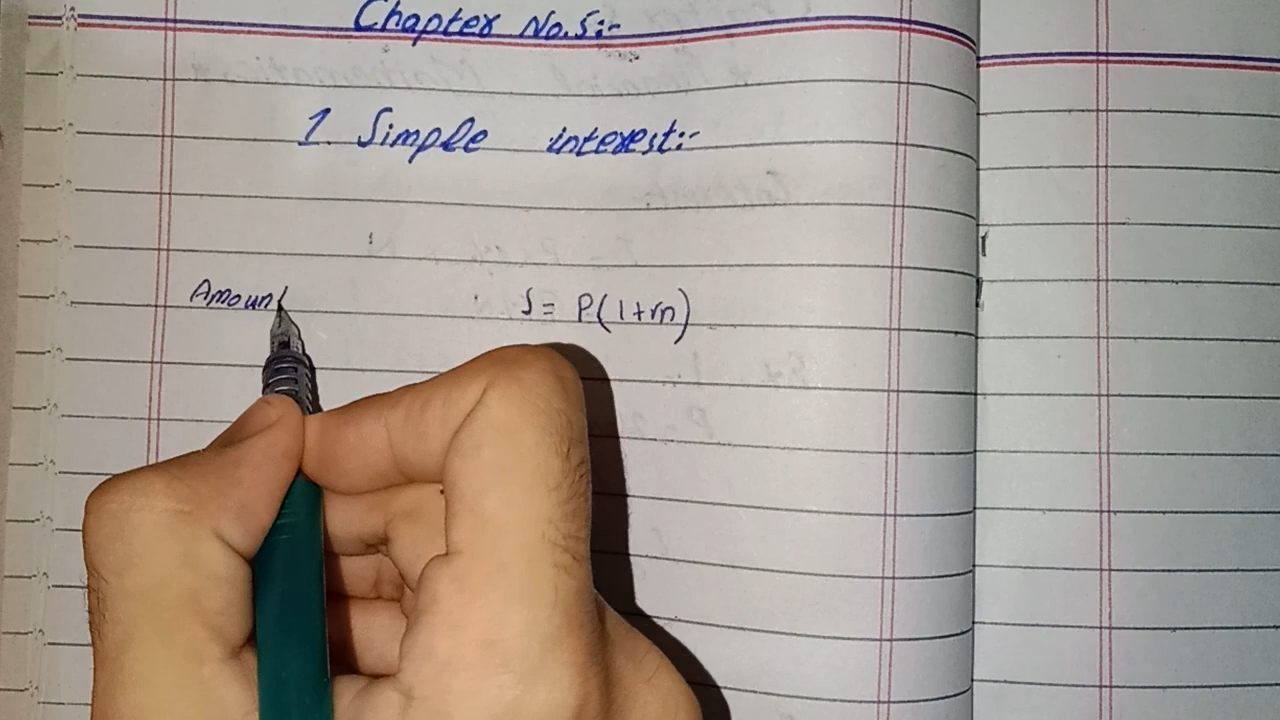 Chapter No.5:-
1. Simple interest:-
Amount S = P(1+rn)